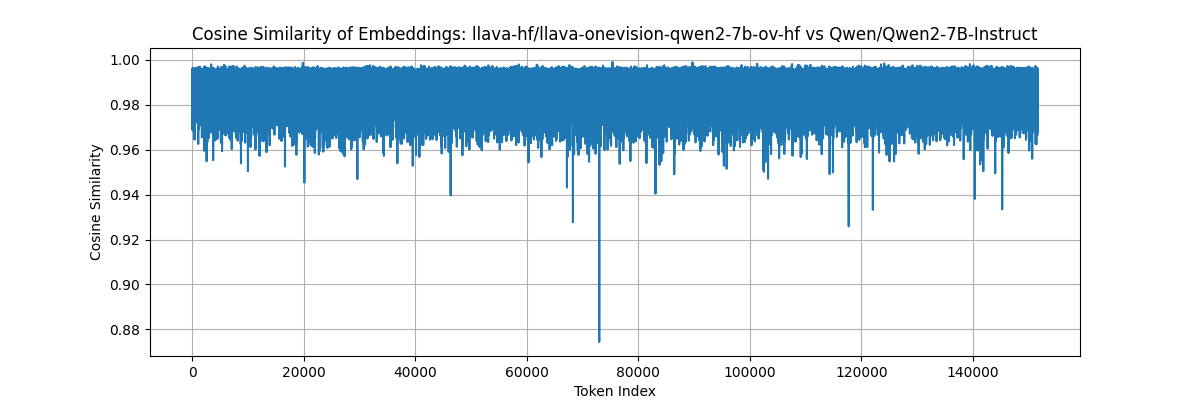 Cosine Similarity of Embeddings: llava-hf/llava-onevision-qwen2-7b-ov-hf vs Qwen/Qwen2-7B-Instruct
1.00
0.98
0.96
0.94
0.92
0.90
0.88
Cosine Similarity
0 20000 40000 60000 80000 100000 120000 140000
Token Index